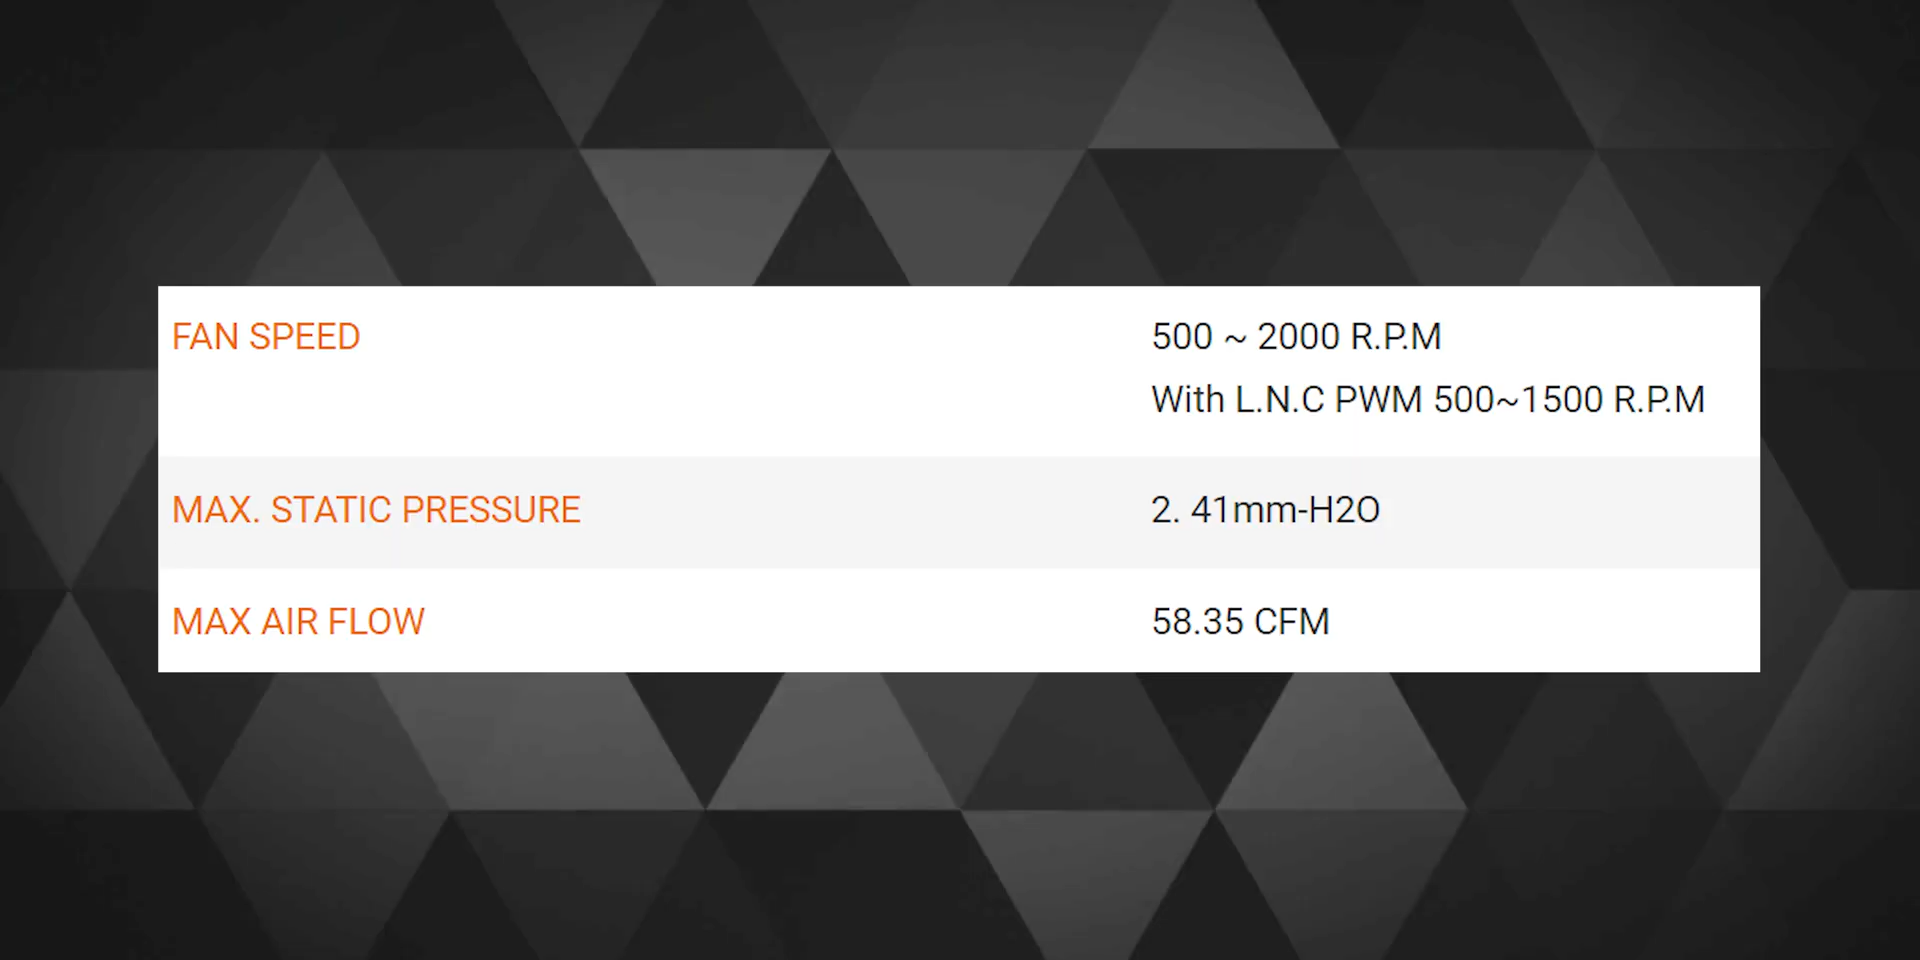 FAN SPEED 500 ~ 2000 R.P.M
With L.N.C PWM 500~1500 R.P.M
MAX. STATIC PRESSURE 2. 41mm-H2O
MAX AIR FLOW 58.35 CFM